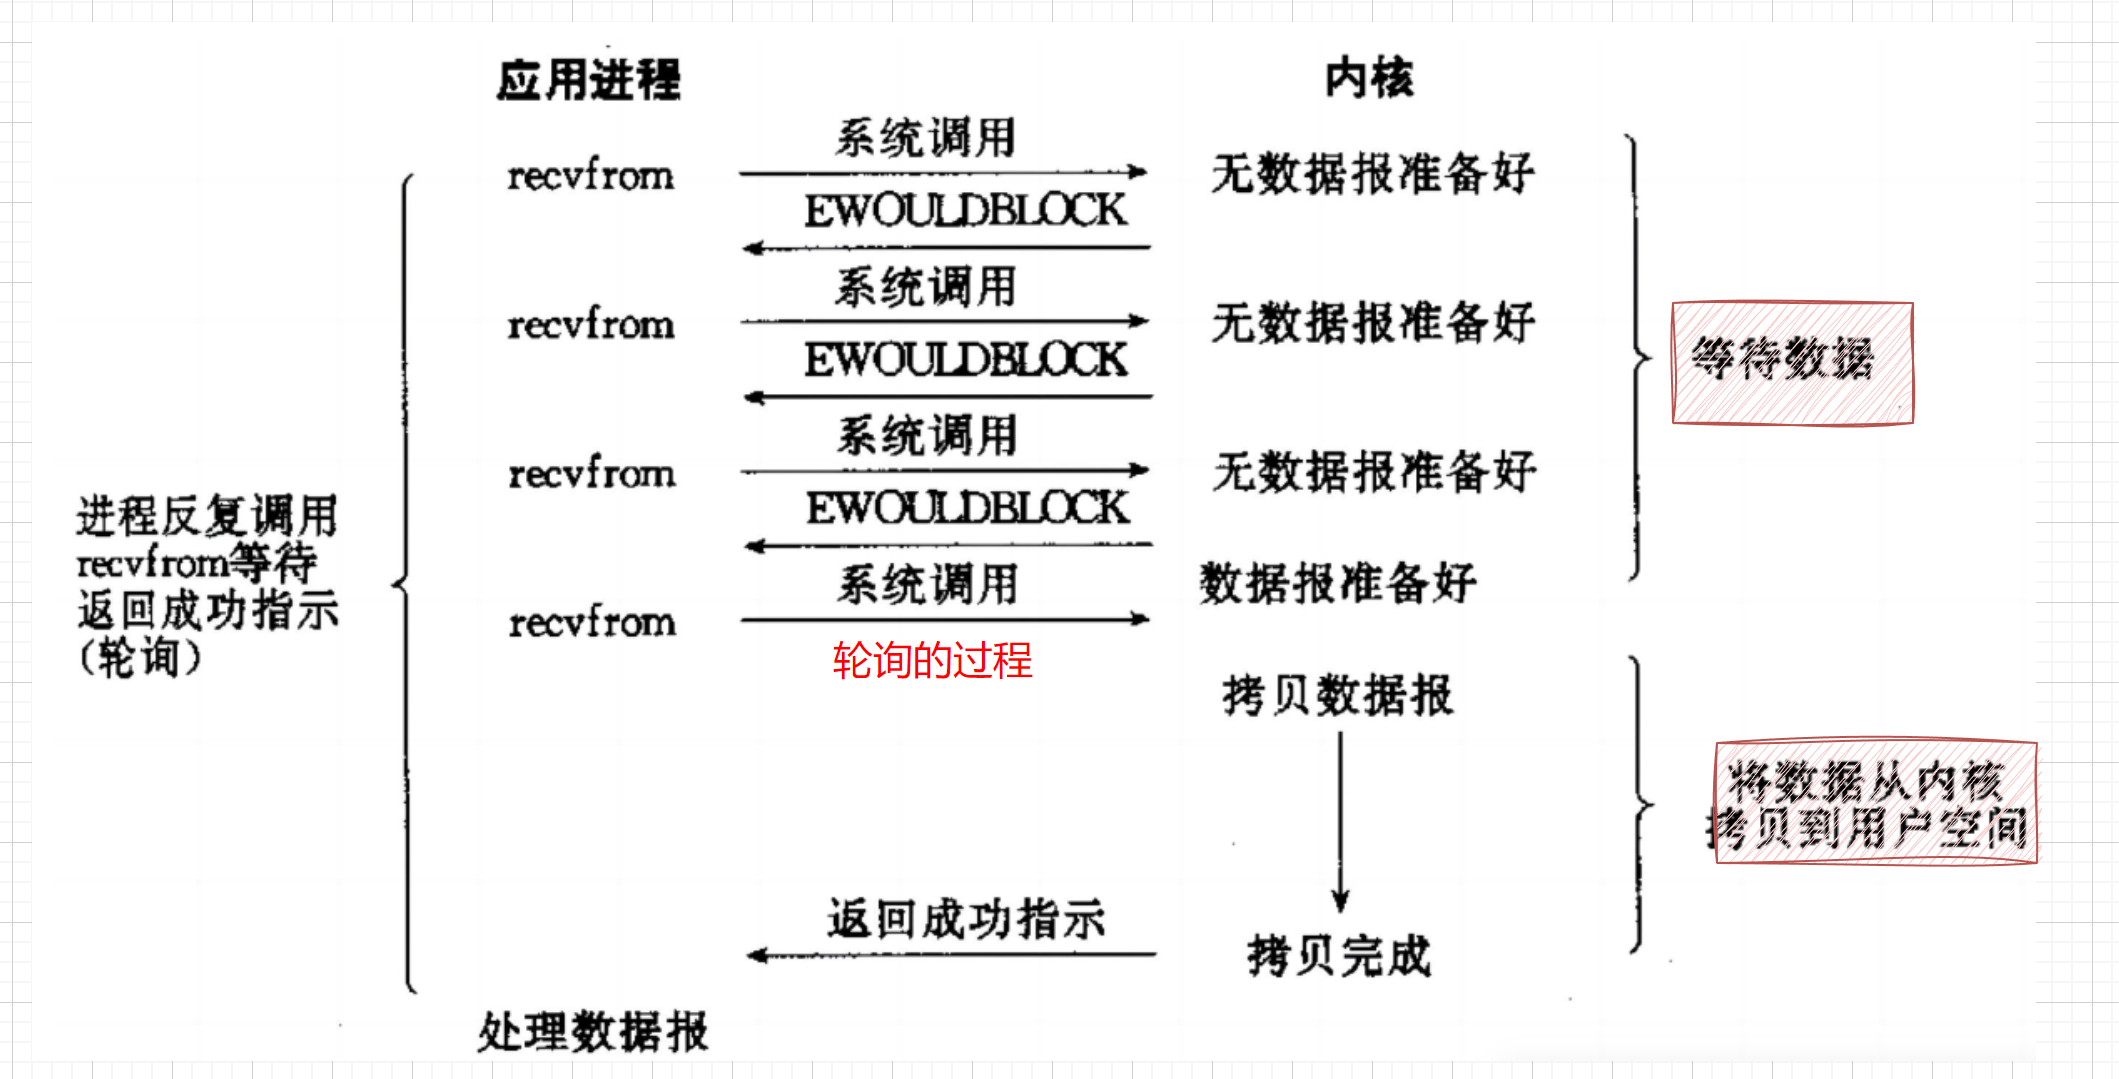 应用进程
内核
系统调用
recvfrom
无数据报准备好
EWOULDBLOCK
系统调用
recvfrom
无数据报准备好
EWOULDBLOCK
等待数据
系统调用
recvfrom
无数据报准备好
EWOULDBLOCK
进程反复调用
recvfrom等待
返回成功指示
(轮询)
系统调用
recvfrom
数据报准备好
轮询的过程
拷贝数据报
将数据从内核
拷贝到用户空间
返回成功指示
拷贝完成
处理数据报